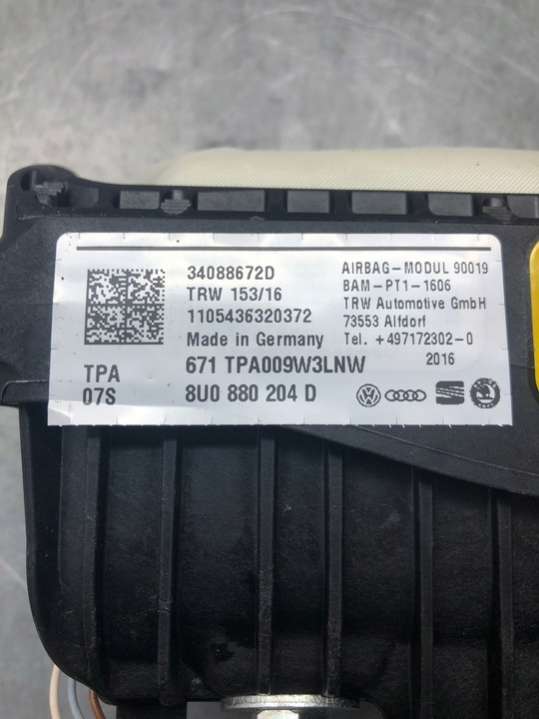 34088672D
TRW 153/16
1105436320372
Made in Germany
671 TPA009W3LNW
8U0 880 204 D
TPA
07S
AIRBAG-MODUL 90019
BAM-PT1-1606
TRW Automotive GmbH
73553 Alfdorf
Tel. +497172302-0
2016